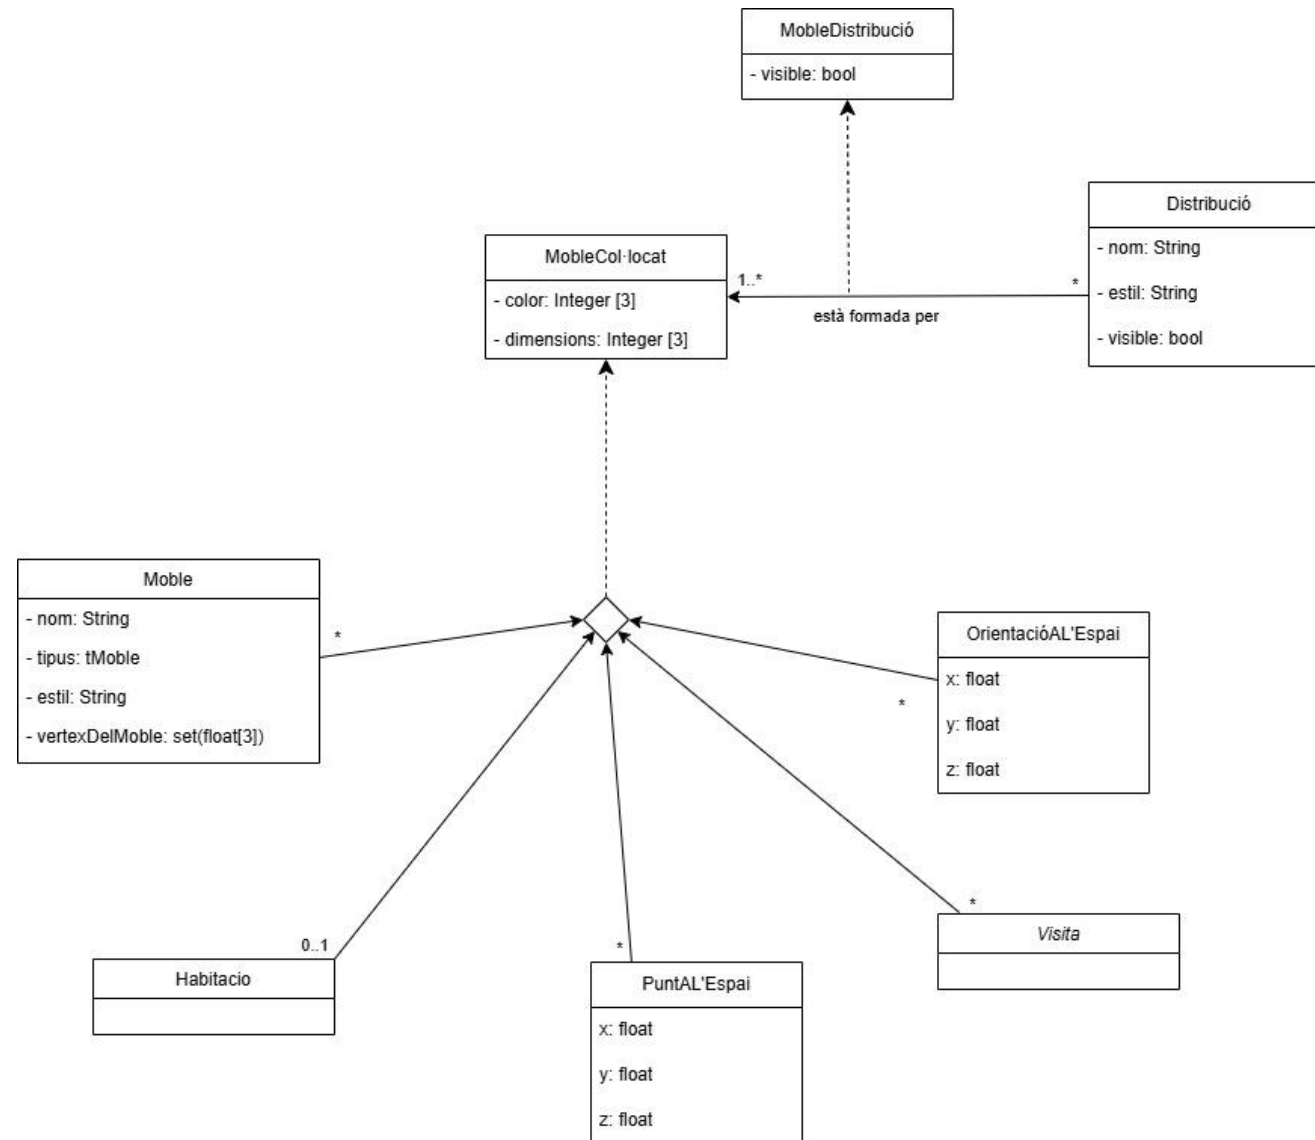 MobleDistribució
- visible: bool
Distribució
- nom: String
- estil: String
- visible: bool
MobleCol·locat
- color: Integer [3]
- dimensions: Integer [3]
1..*
*
està formada per
Moble
- nom: String
- tipus: tMoble
- estil: String
- vertexDelMoble: set(float[3])
*
OrientacióAL'Espai
x: float
y: float
z: float
*
0..1
Habitacio
*
PuntAL'Espai
x: float
y: float
z: float
*
Visita